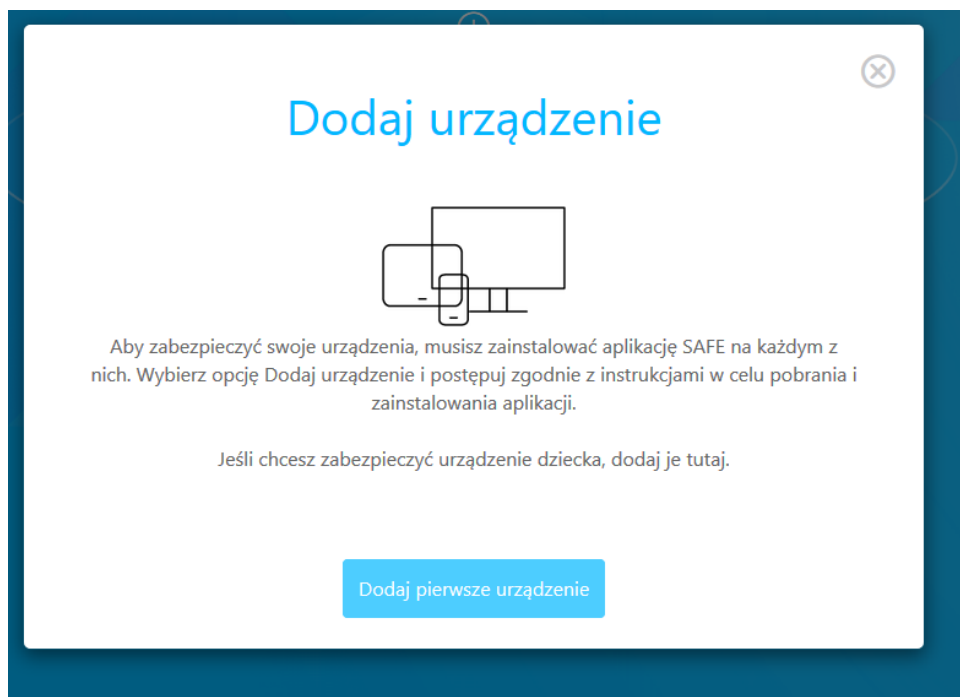 Dodaj urządzenie
Aby zabezpieczyć swoje urządzenia, musisz zainstalować aplikację SAFE na każdym z
nich. Wybierz opcję Dodaj urządzenie i postępuj zgodnie z instrukcjami w celu pobrania i
zainstalowania aplikacji.
Jeśli chcesz zabezpieczyć urządzenie dziecka, dodaj je tutaj.
Dodaj pierwsze urządzenie